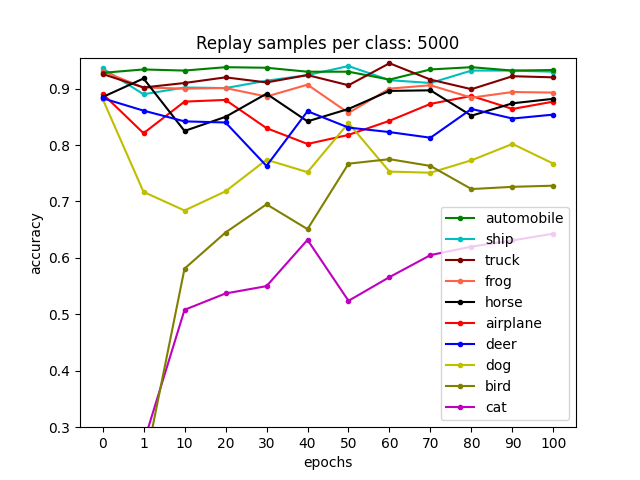 Replay samples per class: 5000
0.9
0.8
0.7
0.6
0.5
0.4
0.3
accuracy
automobile
ship
truck
frog
horse
airplane
deer
dog
bird
cat
0 1 10 20 30 40 50 60 70 80 90 100
epochs